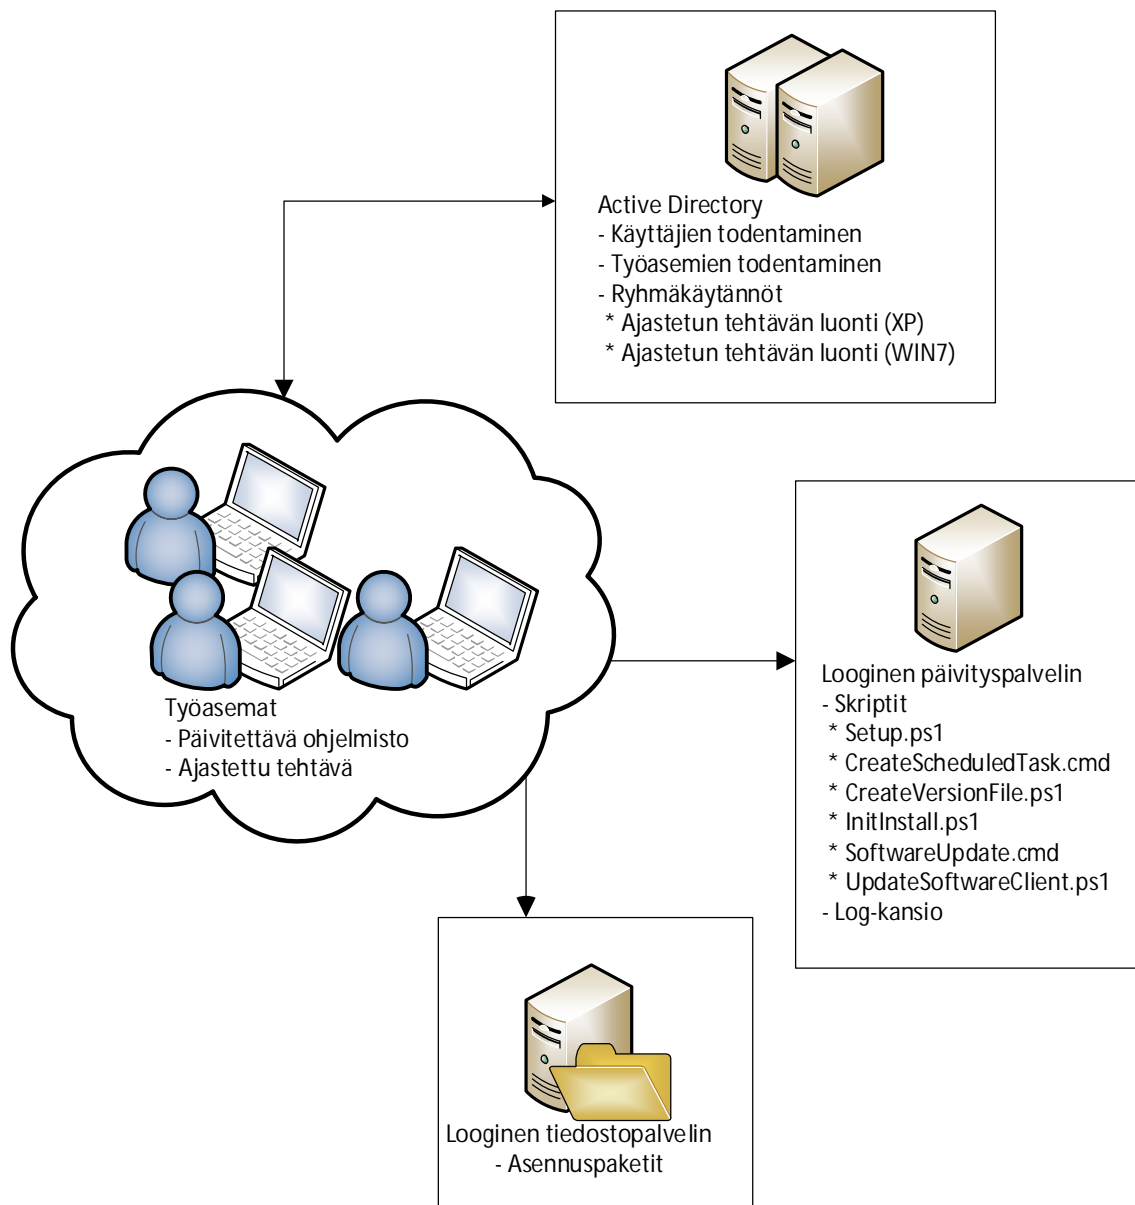 Active Directory
- Käyttäjien todentaminen
- Työasemien todentaminen
- Ryhmäkäytännöt
* Ajastetun tehtävän luonti (XP)
* Ajastetun tehtävän luonti (WIN7)
Työasemat
- Päivitettävä ohjelmisto
- Ajastettu tehtävä
Looginen päivityspalvelin
- Skriptit
* Setup.ps1
* CreateScheduledTask.cmd
* CreateVersionFile.ps1
* InitInstall.ps1
* SoftwareUpdate.cmd
* UpdateSoftwareClient.ps1
- Log-kansio
Looginen tiedostopalvelin
- Asennuspaketit